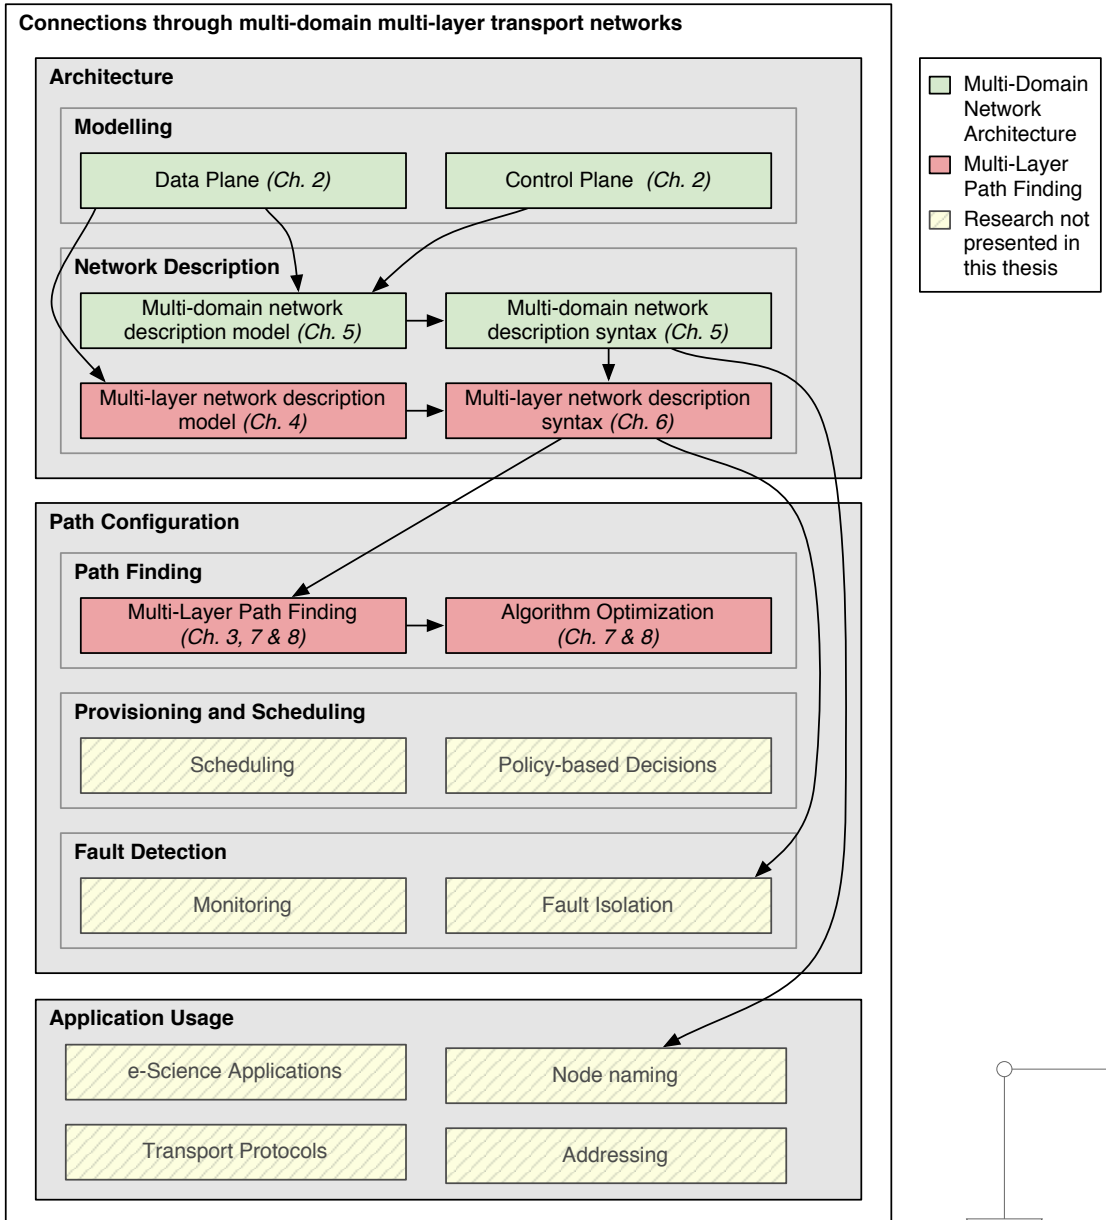 Connections through multi-domain multi-layer transport networks
Architecture
Modelling
Data Plane (Ch. 2)
Control Plane (Ch. 2)
Network Description
Multi-domain network
description model (Ch. 5)
Multi-domain network
description syntax (Ch. 5)
Multi-layer network description
model (Ch. 4)
Multi-layer network description
syntax (Ch. 6)
Path Configuration
Path Finding
Multi-Layer Path Finding
(Ch. 3, 7 & 8)
Algorithm Optimization
(Ch. 7 & 8)
Provisioning and Scheduling
Scheduling
Policy-based Decisions
Fault Detection
Monitoring
Fault Isolation
Application Usage
e-Science Applications
Node naming
Transport Protocols
Addressing
Multi-Domain
Network
Architecture
Multi-Layer
Path Finding
Research not
presented in
this thesis